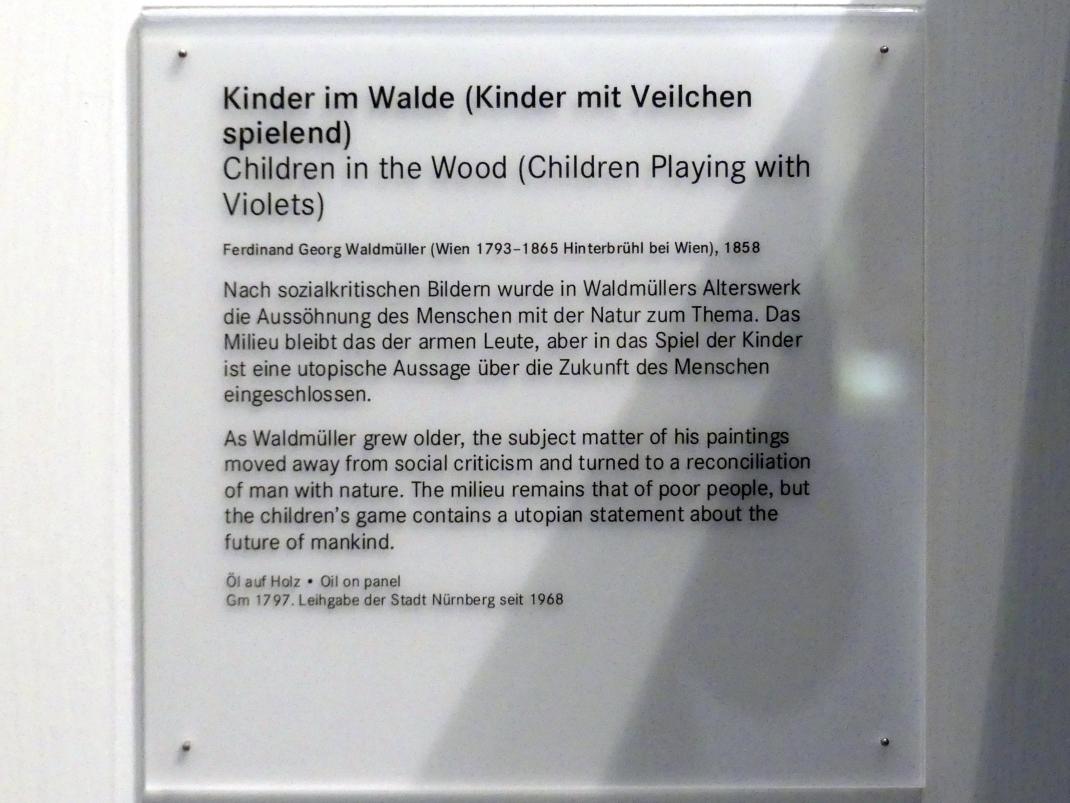 Kinder im Walde (Kinder mit Veilchen
spielend)
Children in the Wood (Children Playing with
Violets)
Ferdinand Georg Waldmüller (Wien 1793–1865 Hinterbrühl bei Wien), 1858
Nach sozialkritischen Bildern wurde in Waldmüllers Alterswerk
die Aussöhnung des Menschen mit der Natur zum Thema. Das
Milieu bleibt das der armen Leute, aber in das Spiel der Kinder
ist eine utopische Aussage über die Zukunft des Menschen
eingeschlossen.
As Waldmüller grew older, the subject matter of his paintings
moved away from social criticism and turned to a reconciliation
of man with nature. The milieu remains that of poor people, but
the children's game contains a utopian statement about the
future of mankind.
Öl auf Holz • Oil on panel
Gm 1797. Leihgabe der Stadt Nürnberg seit 1968